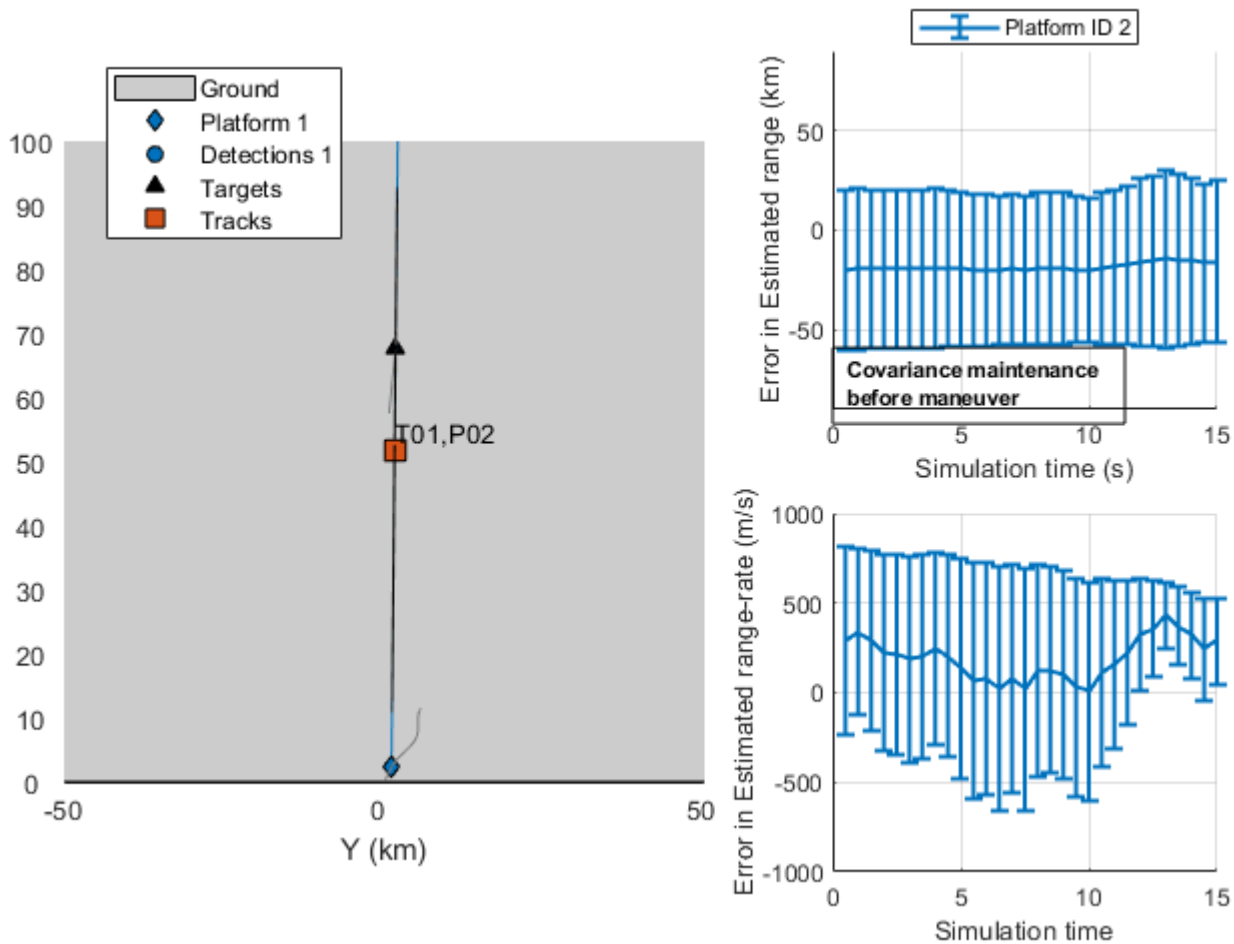 Ground
Platform 1
Detections 1
Targets
Tracks
100
90
80
70
60
50
40
30
20
10
0
-50
0
50
Y (km)
T01,P02
Platform ID 2
Error in Estimated range (km)
50
0
-50
Covariance maintenance
before maneuver
0
5
10
15
Simulation time (s)
Error in Estimated range-rate (m/s)
1000
500
0
-500
-1000
0
5
10
15
Simulation time